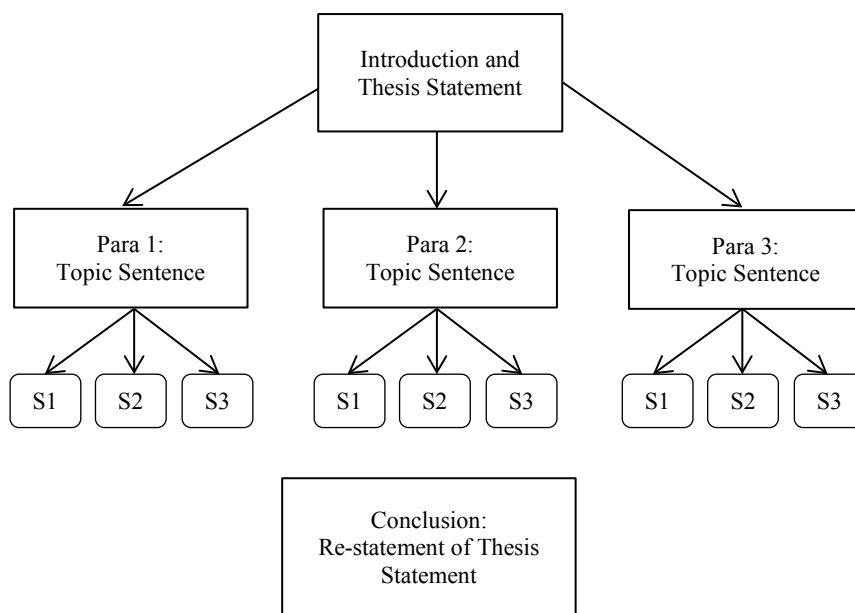 Introduction and
Thesis Statement
Para 1:
Topic Sentence
Para 2:
Topic Sentence
Para 3:
Topic Sentence
S1
S2
S3
S1
S2
S3
S1
S2
S3
Conclusion:
Re-statement of Thesis
Statement